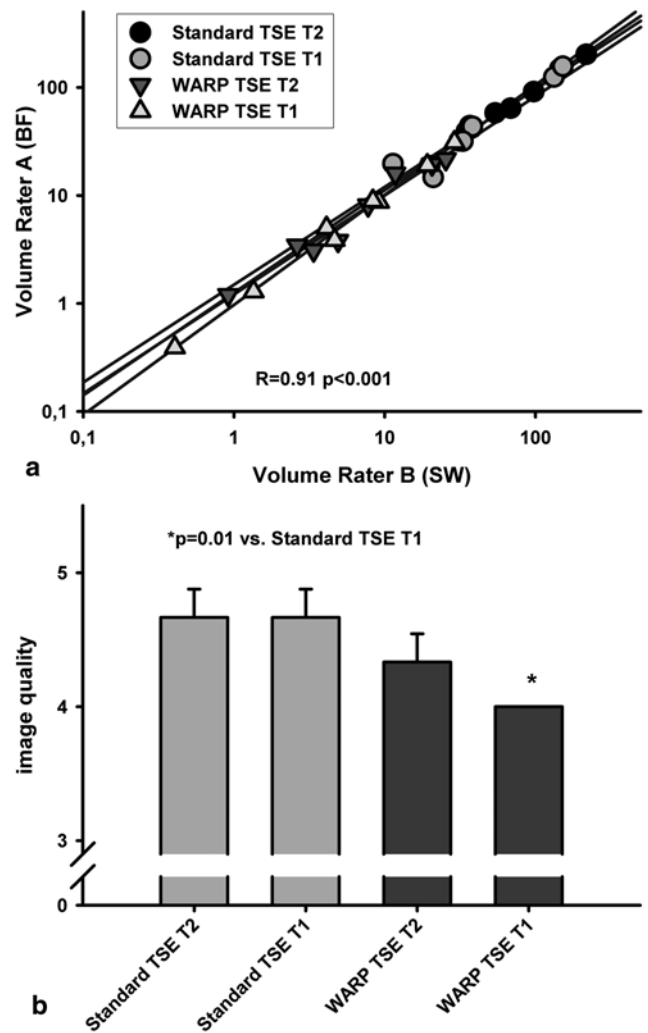 Standard TSE T2
Standard TSE T1
WARP TSE T2
WARP TSE T1
Volume Rater A (BF)
100
10
1
0,1
R=0.91 p<0.001
0,1
1
10
100
Volume Rater B (SW)
a
*p=0.01 vs. Standard TSE T1
image quality
5
4
3
0
*
Standard TSE T2
Standard TSE T1
WARP TSE T2
WARP TSE T1
b